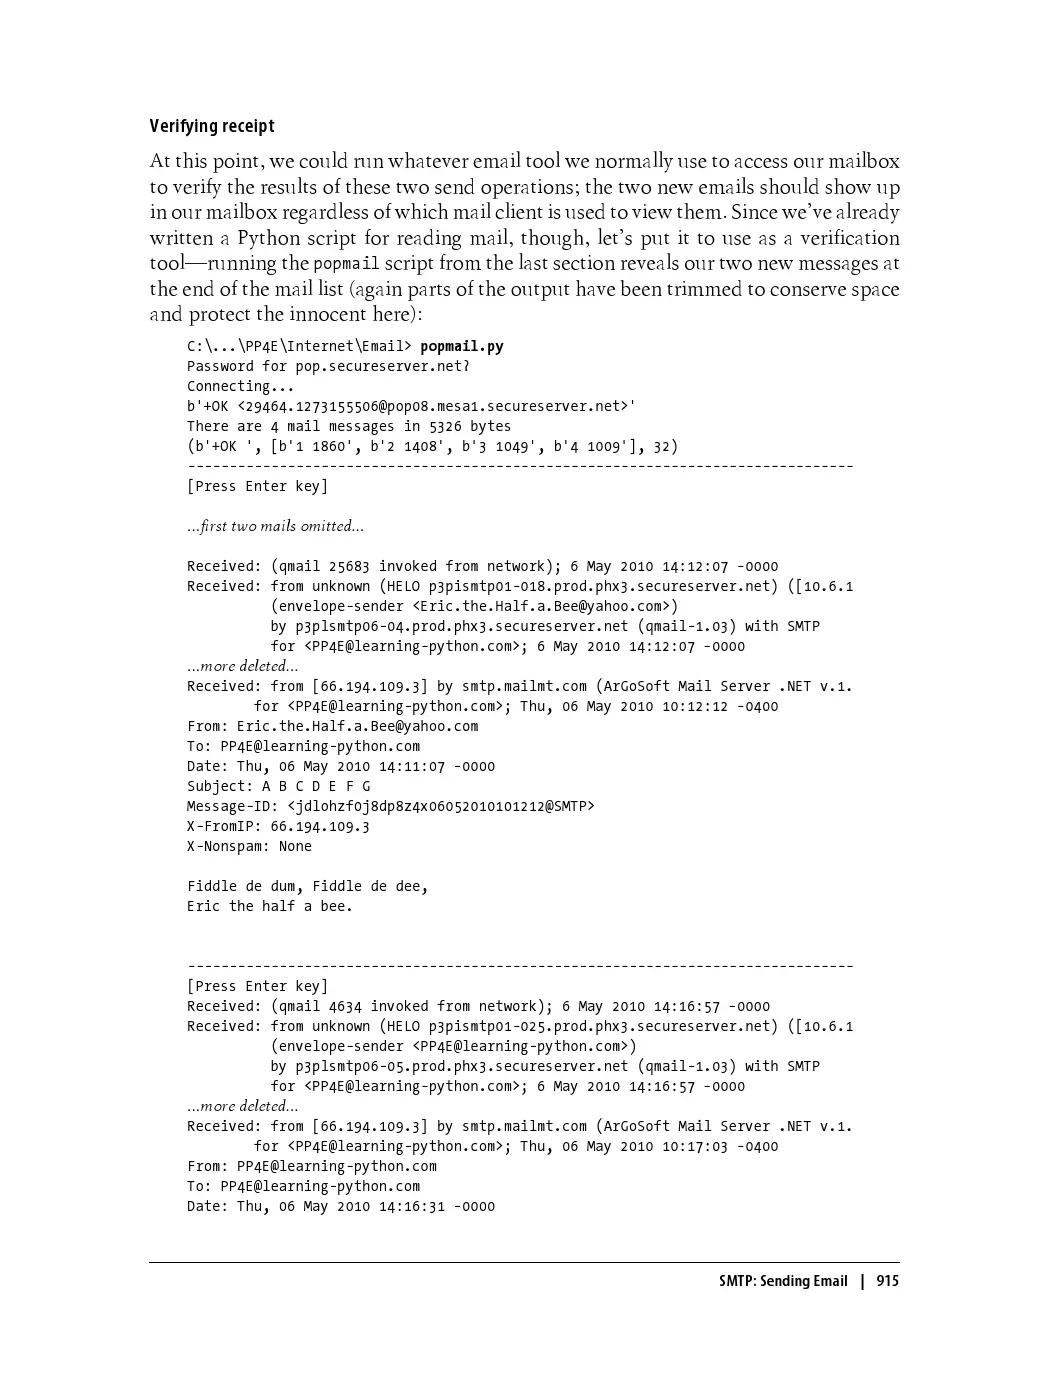 Verifying receipt
At this point, we could run whatever email tool we normally use to access our mailbox
to verify the results of these two send operations; the two new emails should show up
in our mailbox regardless of which mail client is used to view them. Since we've already
written a Python script for reading mail, though, let's put it to use as a verification
tool—running the popmail script from the last section reveals our two new messages at
the end of the mail list (again parts of the output have been trimmed to conserve space
and protect the innocent here):
C:\...\PP4E\Internet\Email> popmail.py
Password for pop.secureserver.net?
Connecting...
b'+OK <29464.1273155506@pop08.mesa1.secureserver.net>'
There are 4 mail messages in 5326 bytes
(b'+OK ', [b'1 1860', b'2 1408', b'3 1049', b'4 1009'], 32)
--------------------------------------------------------------------------------
[Press Enter key]
...first two mails omitted...
Received: (qmail 25683 invoked from network); 6 May 2010 14:12:07 -0000
Received: from unknown (HELO p3pismtp01-018.prod.phx3.secureserver.net) ([10.6.1
(envelope-sender <Eric.the.Half.a.Bee@yahoo.com>)
by p3plsmtp06-04.prod.phx3.secureserver.net (qmail-1.03) with SMTP
for <PP4E@learning-python.com>; 6 May 2010 14:12:07 -0000
...more deleted...
Received: from [66.194.109.3] by smtp.mailmt.com (ArGoSoft Mail Server .NET v.1.
for <PP4E@learning-python.com>; Thu, 06 May 2010 10:12:12 -0400
From: Eric.the.Half.a.Bee@yahoo.com
To: PP4E@learning-python.com
Date: Thu, 06 May 2010 14:11:07 -0000
Subject: A B C D E F G
Message-ID: <jdlohzf0j8dp8z4x06052010101212@SMTP>
X-FromIP: 66.194.109.3
X-Nonspam: None
Fiddle de dum, Fiddle de dee,
Eric the half a bee.
--------------------------------------------------------------------------------
[Press Enter key]
Received: (qmail 4634 invoked from network); 6 May 2010 14:16:57 -0000
Received: from unknown (HELO p3pismtp01-025.prod.phx3.secureserver.net) ([10.6.1
(envelope-sender <PP4E@learning-python.com>)
by p3plsmtp06-05.prod.phx3.secureserver.net (qmail-1.03) with SMTP
for <PP4E@learning-python.com>; 6 May 2010 14:16:57 -0000
...more deleted...
Received: from [66.194.109.3] by smtp.mailmt.com (ArGoSoft Mail Server .NET v.1.
for <PP4E@learning-python.com>; Thu, 06 May 2010 10:17:03 -0400
From: PP4E@learning-python.com
To: PP4E@learning-python.com
Date: Thu, 06 May 2010 14:16:31 -0000
SMTP: Sending Email | 915